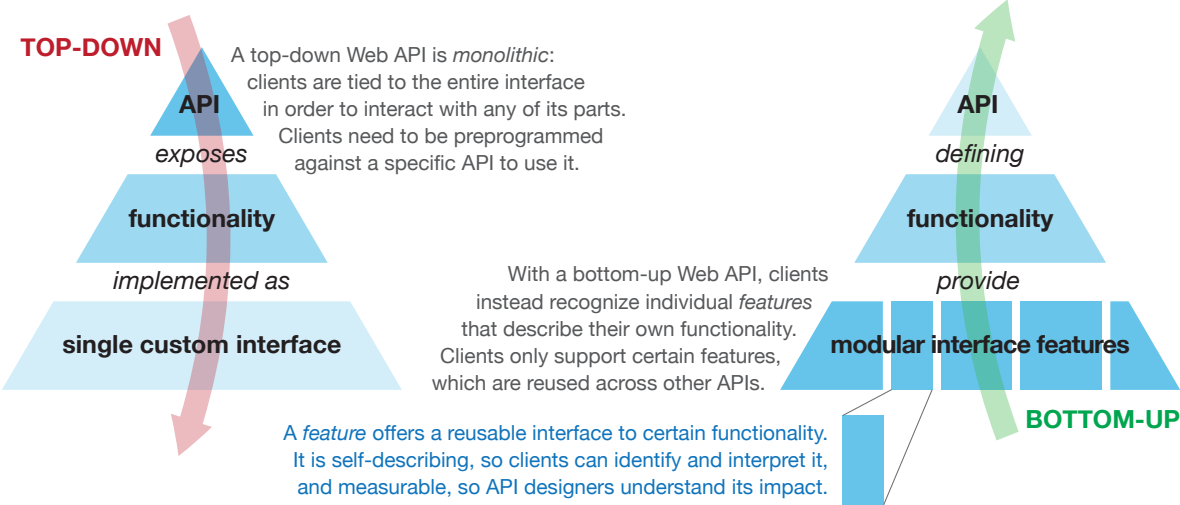 TOP-DOWN
API
exposes
functionality
implemented as
single custom interface
A top-down Web API is monolithic:
clients are tied to the entire interface
in order to interact with any of its parts.
Clients need to be preprogrammed
against a specific API to use it.
API
defining
functionality
provide
modular interface features
BOTTOM-UP
With a bottom-up Web API, clients
instead recognize individual features
that describe their own functionality.
Clients only support certain features,
which are reused across other APIs.
A feature offers a reusable interface to certain functionality.
It is self-describing, so clients can identify and interpret it,
and measurable, so API designers understand its impact.